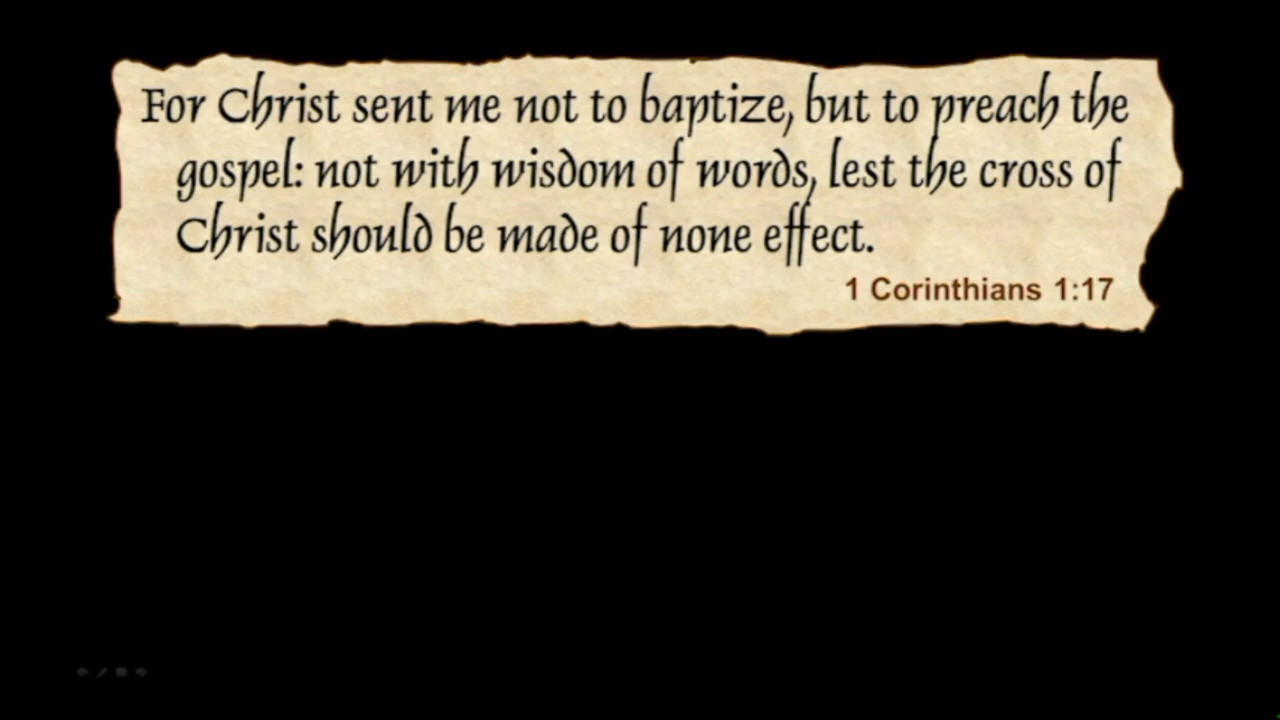 For Christ sent me not to baptize, but to preach the
gospel: not with wisdom of words, lest the cross of
Christ should be made of none effect.
1 Corinthians 1:17